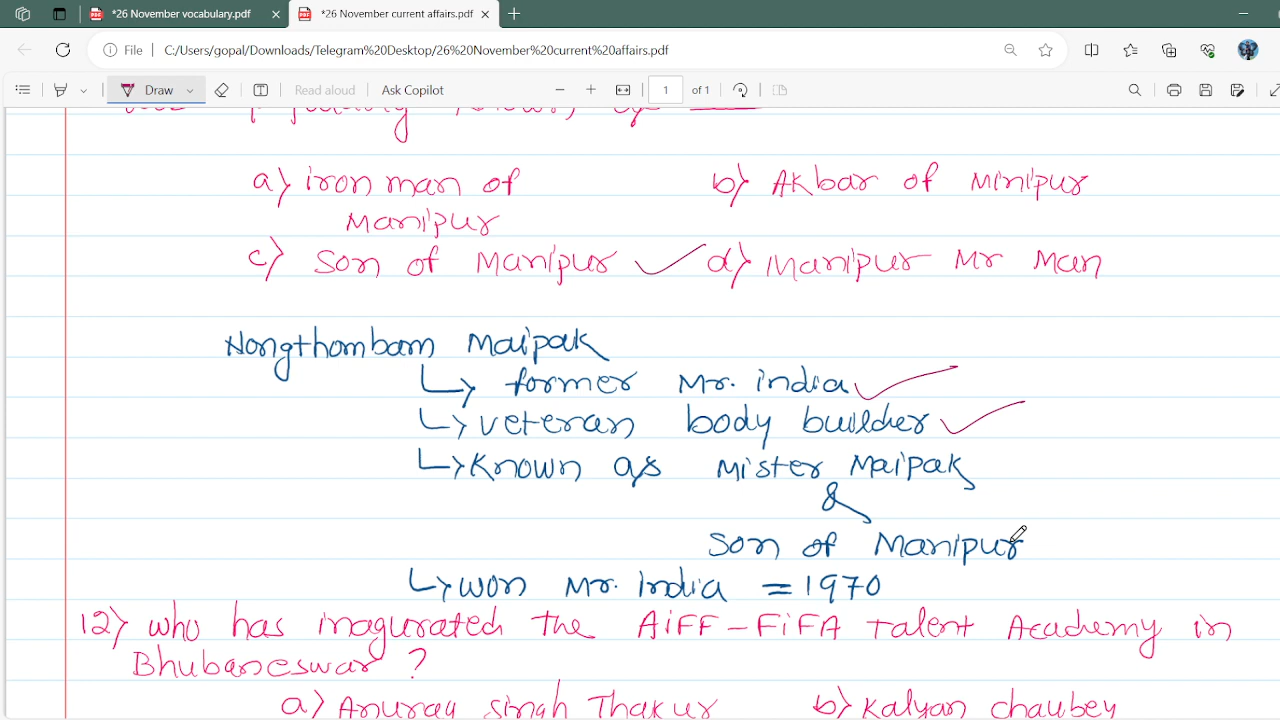 *26 November vocabulary.pdf
*26 November current affairs.pdf
File C:/Users/gopal/Downloads/Telegram%20Desktop/26%20November%20current%20affairs.pdf
Draw Read aloud Ask Copilot 1 of 1
a) iron man of Manipur
b) Akbar of Minipur
c) Son of Manipur
d) Manipur Mr Man
Nongthombam Maipak
former Mr. india
veteran body builder
Known as Mister Maipak
&
Son of Manipur
won Mr. india = 1970
12) who has inagurated the AiFF-FiFA Talent Academy in
Bhubaneswar ?
a) Anurag singh Thakur b) Kalyan chaubey